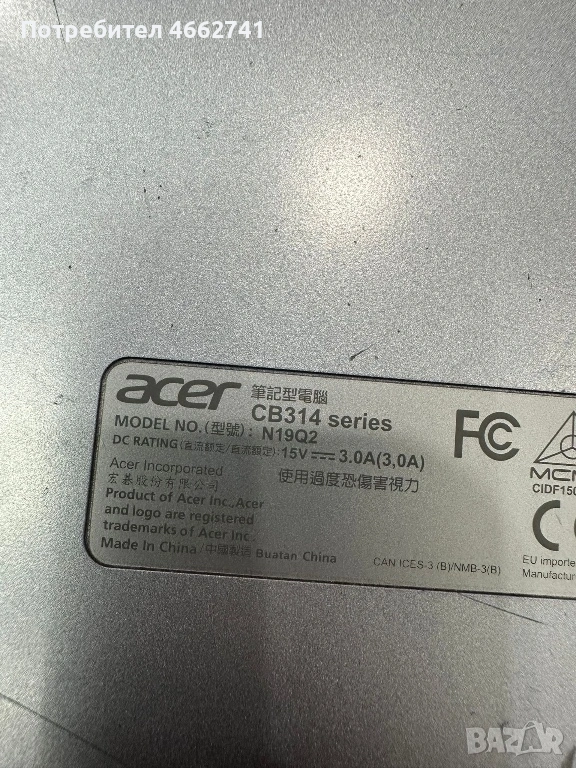 Потребител 4662741
acer 筆記型電腦
CB314 series
MODEL NO.(型號): N19Q2
DC RATING(直流額定/直流额定): 15V 3.0A(3,0A)
Acer Incorporated
宏碁股份有限公司
使用過度恐傷害視力
Product of Acer Inc.,Acer
and logo are registered
trademarks of Acer Inc.
Made In China/中國製造 Buatan China
CAN ICES-3 (B)/NMB-3(B)
FC
CIDF15
CE
EU importe
Manufactur
BAZAR